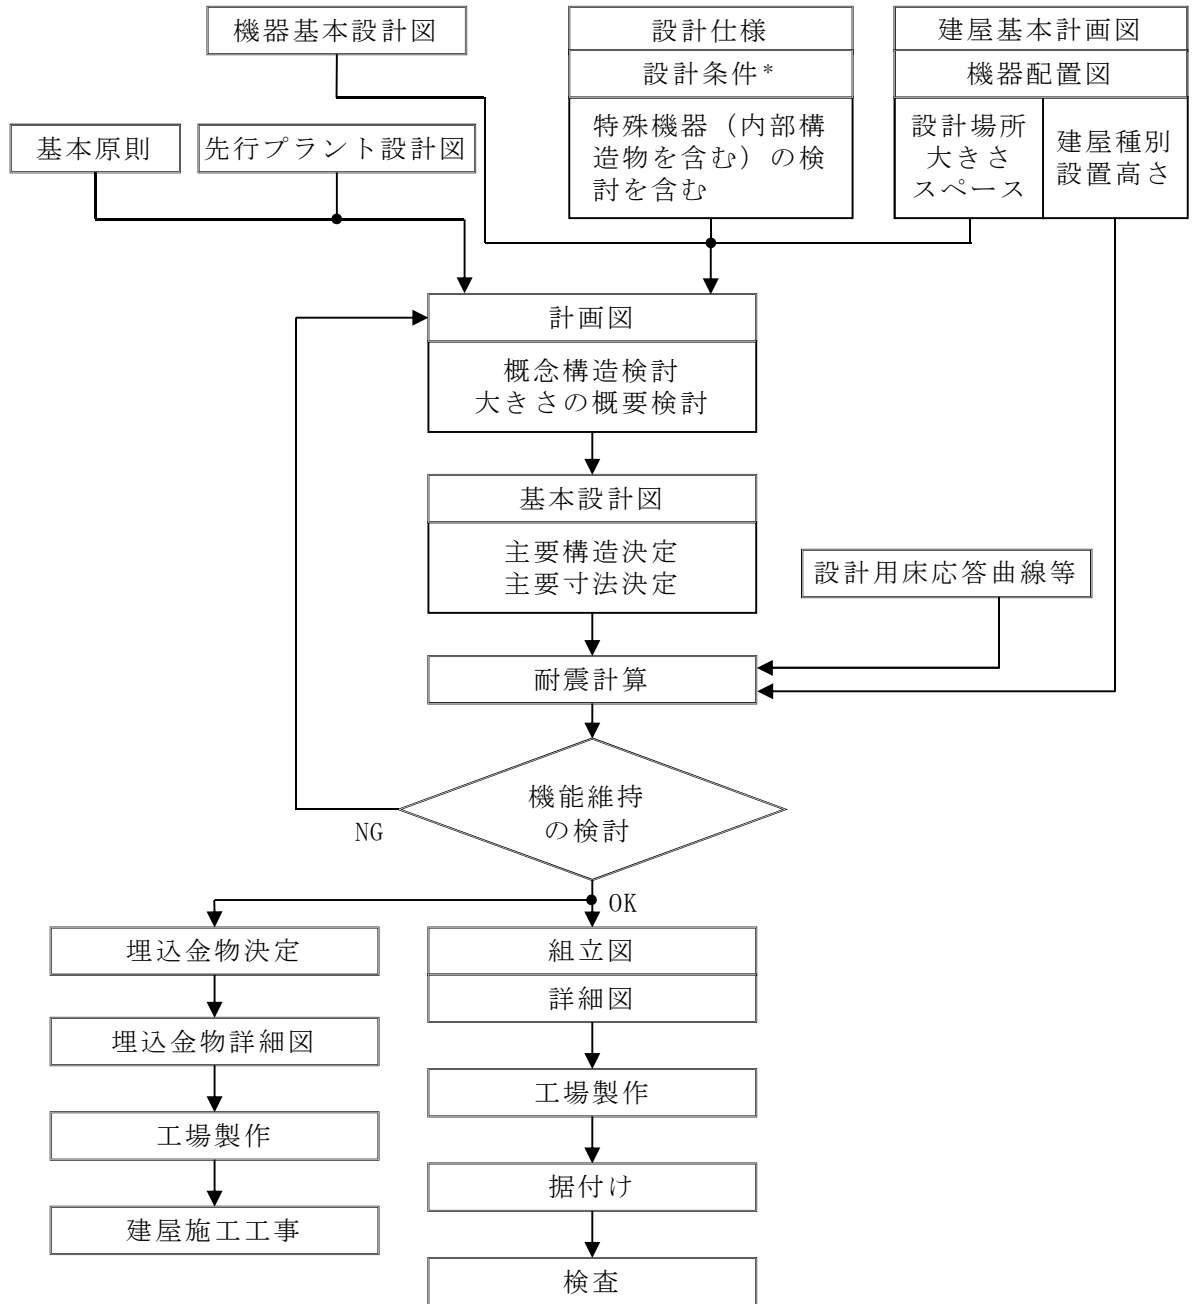 機器基本設計図
設計仕様
設計条件*
特殊機器（内部構
造物を含む）の検
討を含む
建屋基本計画図
機器配置図
設計場所
大きさ
スペース
建屋種別
設置高さ
基本原則
先行プラント設計図
計画図
概念構造検討
大きさの概要検討
基本設計図
主要構造決定
主要寸法決定
設計用床応答曲線等
耐震計算
機能維持
の検討
NG
OK
埋込金物決定
埋込金物詳細図
工場製作
建屋施工工事
組立図
詳細図
工場製作
据付け
検査